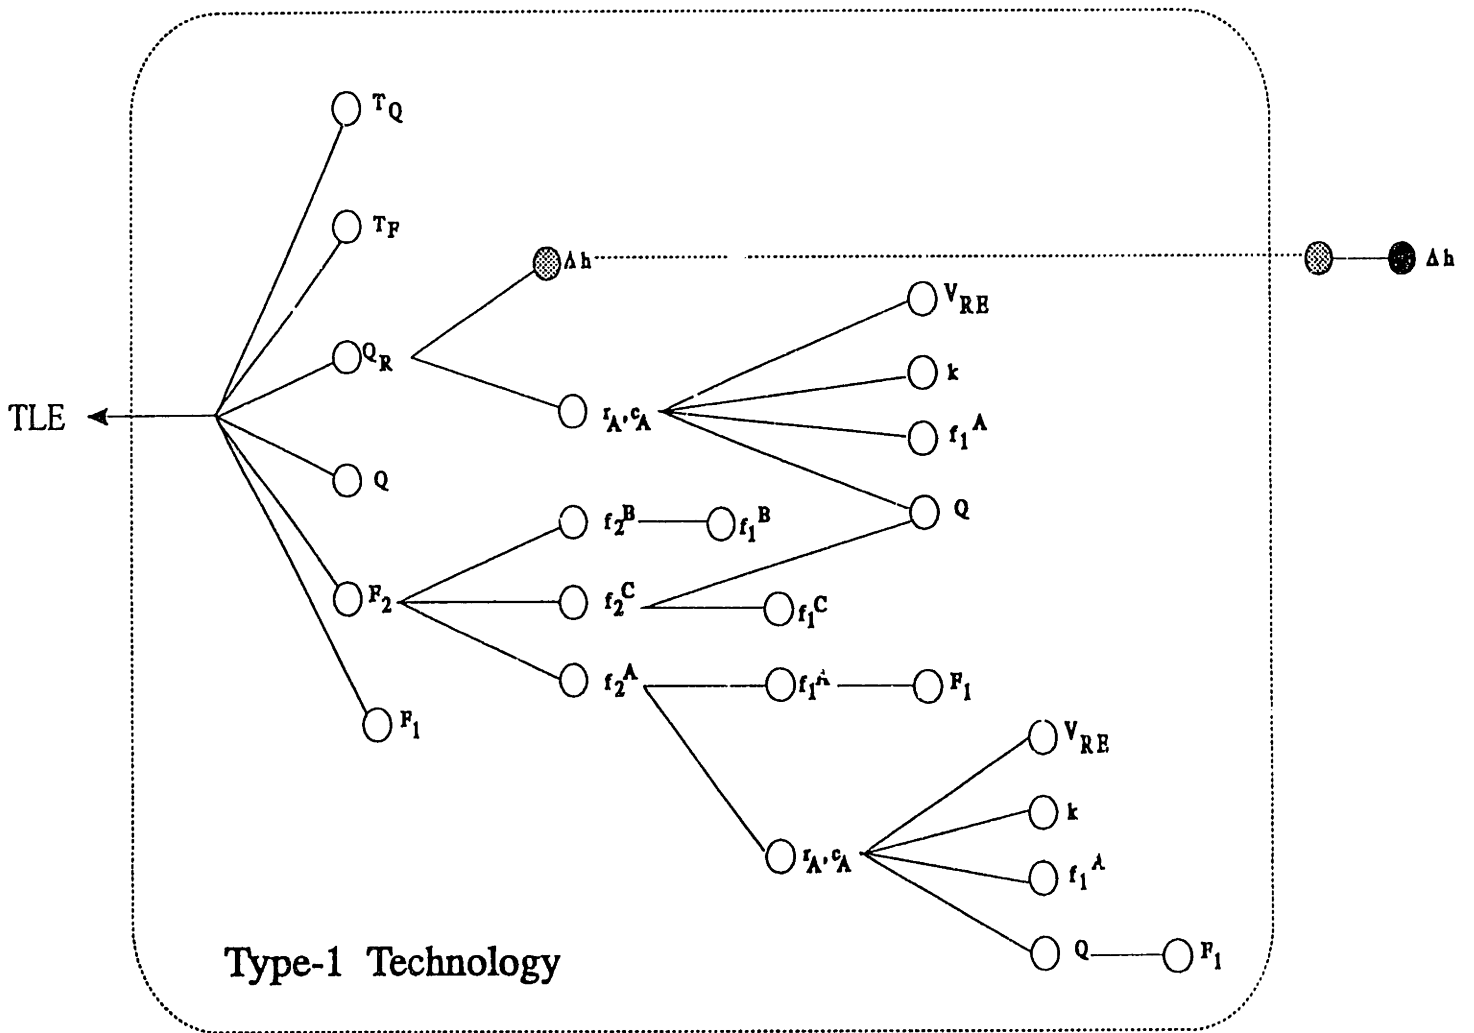 T_Q
T_F
Δh
Δh
V_RE
Q_R
k
TLE
r_A, c_A
f_1^A
Q
Q
f_2^B
f_1^B
F_2
f_2^C
f_1^C
f_2^A
f_1^A
F_1
F_1
V_RE
k
r_A, c_A
f_1^A
Q
F_1
Type-1 Technology